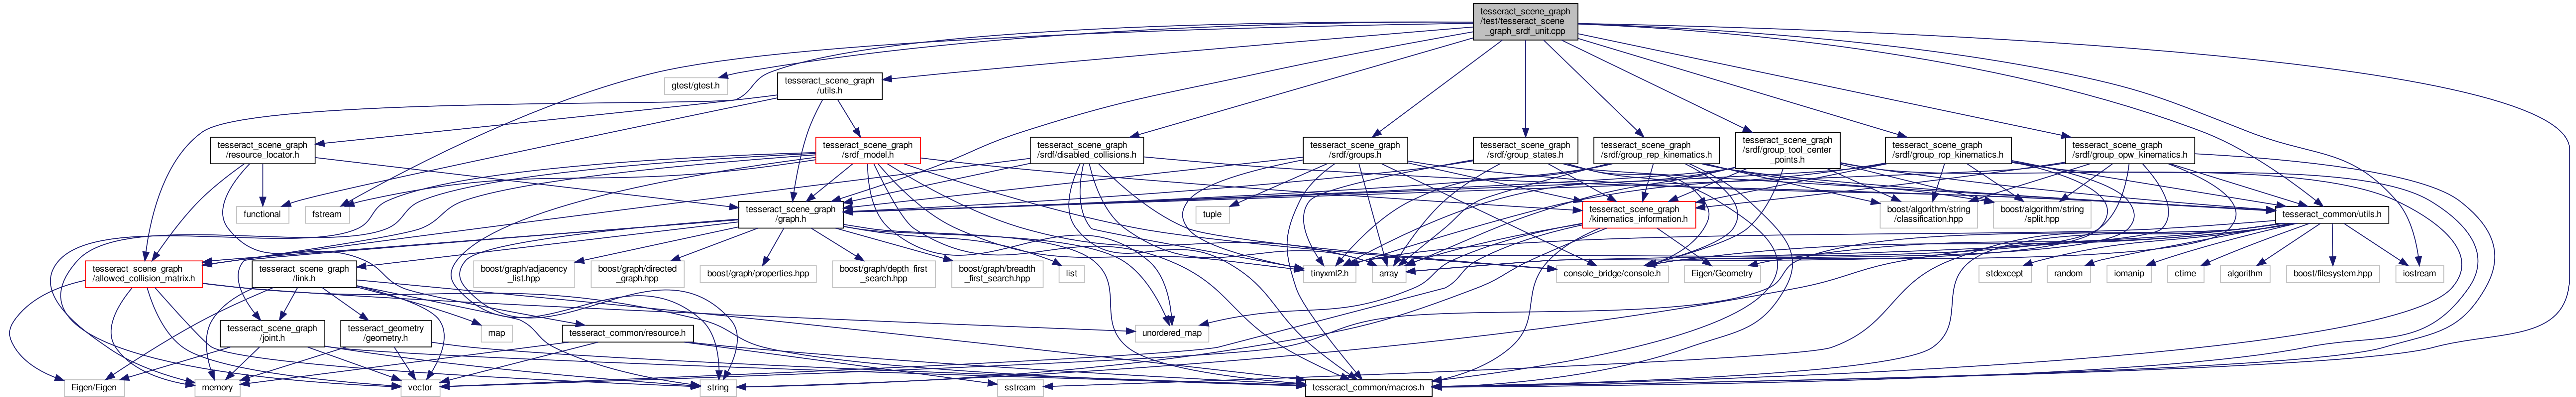 tesseract_scene_graph
/test/tesseract_scene
_graph_srdf_unit.cpp
gtest/gtest.h
tesseract_scene_graph
/utils.h
tesseract_scene_graph
/resource_locator.h
tesseract_scene_graph
/srdf_model.h
tesseract_scene_graph
/srdf/disabled_collisions.h
tesseract_scene_graph
/srdf/groups.h
tesseract_scene_graph
/srdf/group_states.h
tesseract_scene_graph
/srdf/group_rep_kinematics.h
tesseract_scene_graph
/srdf/group_tool_center
_points.h
tesseract_scene_graph
/srdf/group_rop_kinematics.h
tesseract_scene_graph
/srdf/group_opw_kinematics.h
functional
fstream
tesseract_scene_graph
/graph.h
tuple
tesseract_scene_graph
/kinematics_information.h
boost/algorithm/string
/classification.hpp
boost/algorithm/string
/split.hpp
tesseract_common/utils.h
tesseract_scene_graph
/allowed_collision_matrix.h
tesseract_scene_graph
/link.h
boost/graph/adjacency
_list.hpp
boost/graph/directed
_graph.hpp
boost/graph/properties.hpp
boost/graph/depth_first
_search.hpp
boost/graph/breadth
_first_search.hpp
list
tinyxml2.h
array
console_bridge/console.h
Eigen/Geometry
stdexcept
random
iomanip
ctime
algorithm
boost/filesystem.hpp
iostream
tesseract_scene_graph
/joint.h
tesseract_geometry
/geometry.h
map
tesseract_common/resource.h
unordered_map
Eigen/Eigen
memory
vector
string
sstream
tesseract_common/macros.h